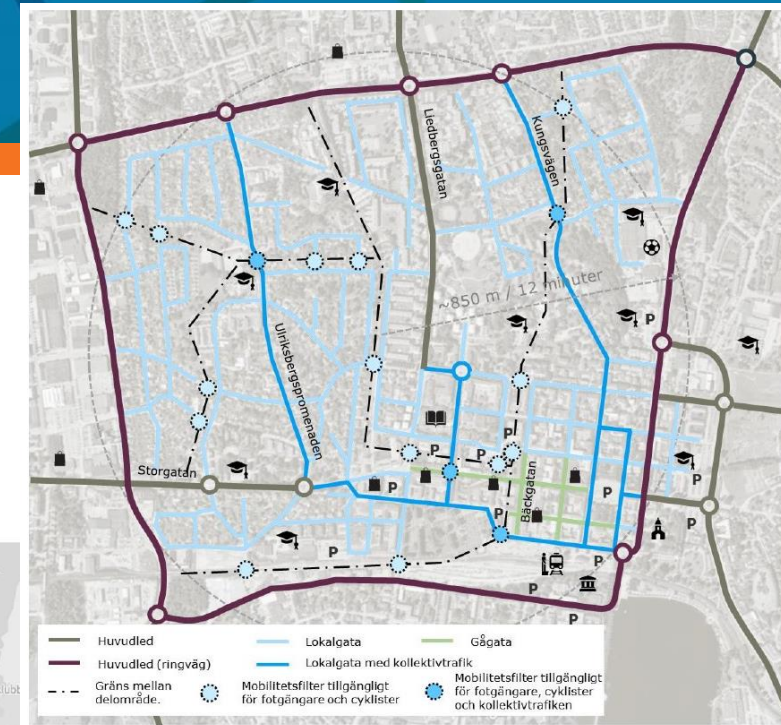 Liedbergsgatan
Kungsvägen
~850 m / 12 minuter
P
Ulriksbergspromenaden
P
P
P
Storgatan
Bäckgatan
P
P
P
P
P
P
P
P
P
Huvudled
Lokalgata
Gågata
Huvudled (ringväg)
Lokalgata med kollektivtrafik
Gräns mellan
delområde.
Mobilitetsfilter tillgängligt
för fotgängare och cyklister
Mobilitetsfilter tillgängligt
för fotgängare, cyklister
och kollektivtrafiken